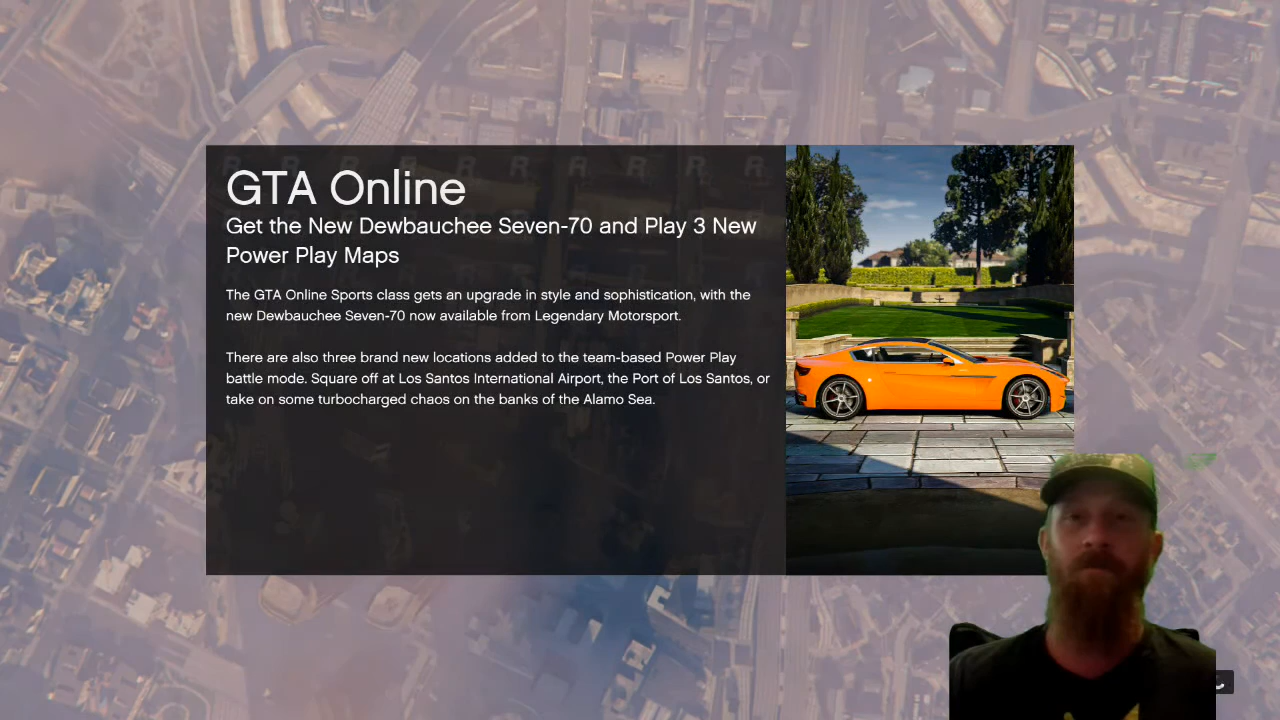 GTA Online
Get the New Dewbauchee Seven-70 and Play 3 New
Power Play Maps
The GTA Online Sports class gets an upgrade in style and sophistication, with the
new Dewbauchee Seven-70 now available from Legendary Motorsport.
There are also three brand new locations added to the team-based Power Play
battle mode. Square off at Los Santos International Airport, the Port of Los Santos, or
take on some turbocharged chaos on the banks of the Alamo Sea.